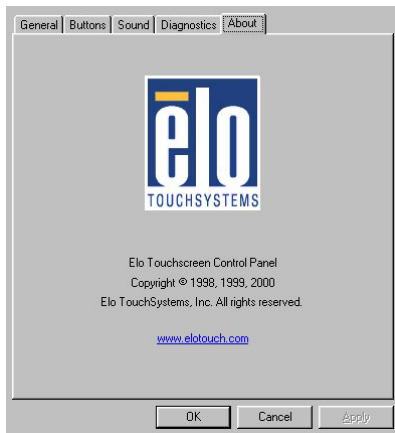 General Buttons Sound Diagnostics About
ēlo
TOUCHSYSTEMS
Elo Touchscreen Control Panel
Copyright © 1998, 1999, 2000
Elo TouchSystems, Inc. All rights reserved.
www.elotouch.com
OK Cancel Apply